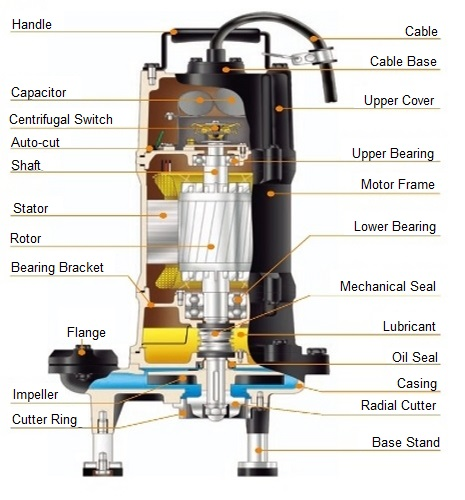 Handle
Cable
Cable Base
Capacitor
Upper Cover
Centrifugal Switch
Auto-cut
Upper Bearing
Shaft
Motor Frame
Stator
Lower Bearing
Rotor
Bearing Bracket
Mechanical Seal
Flange
Lubricant
Oil Seal
Impeller
Casing
Radial Cutter
Cutter Ring
Base Stand